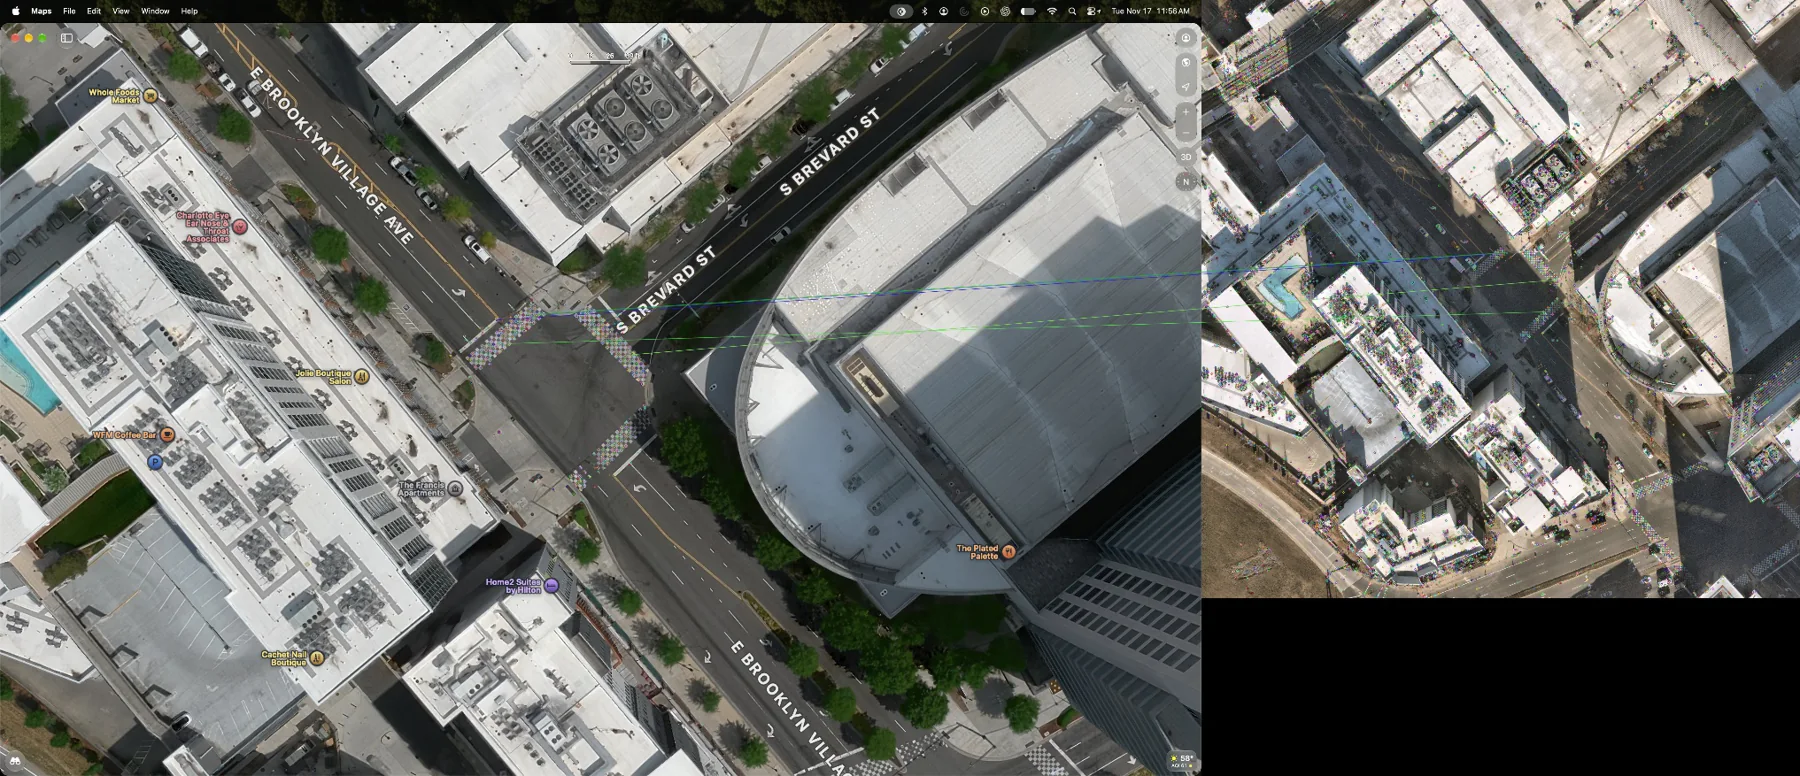 Maps File Edit View Window Help
Tue Nov 17 11:56 AM
Whole Foods
Market
E BROOKLYN VILLAGE AVE
S BREVARD ST
3D
N
Charlotte Eye
Ear Nose &
Throat
Associates
S BREVARD ST
Jolie Boutique
Salon
WFM Coffee Bar
P
The Francis
Apartments
The Plated
Palette
Home2 Suites
by Hilton
Cachet Nail
Boutique
E BROOKLYN VILLAG
58°